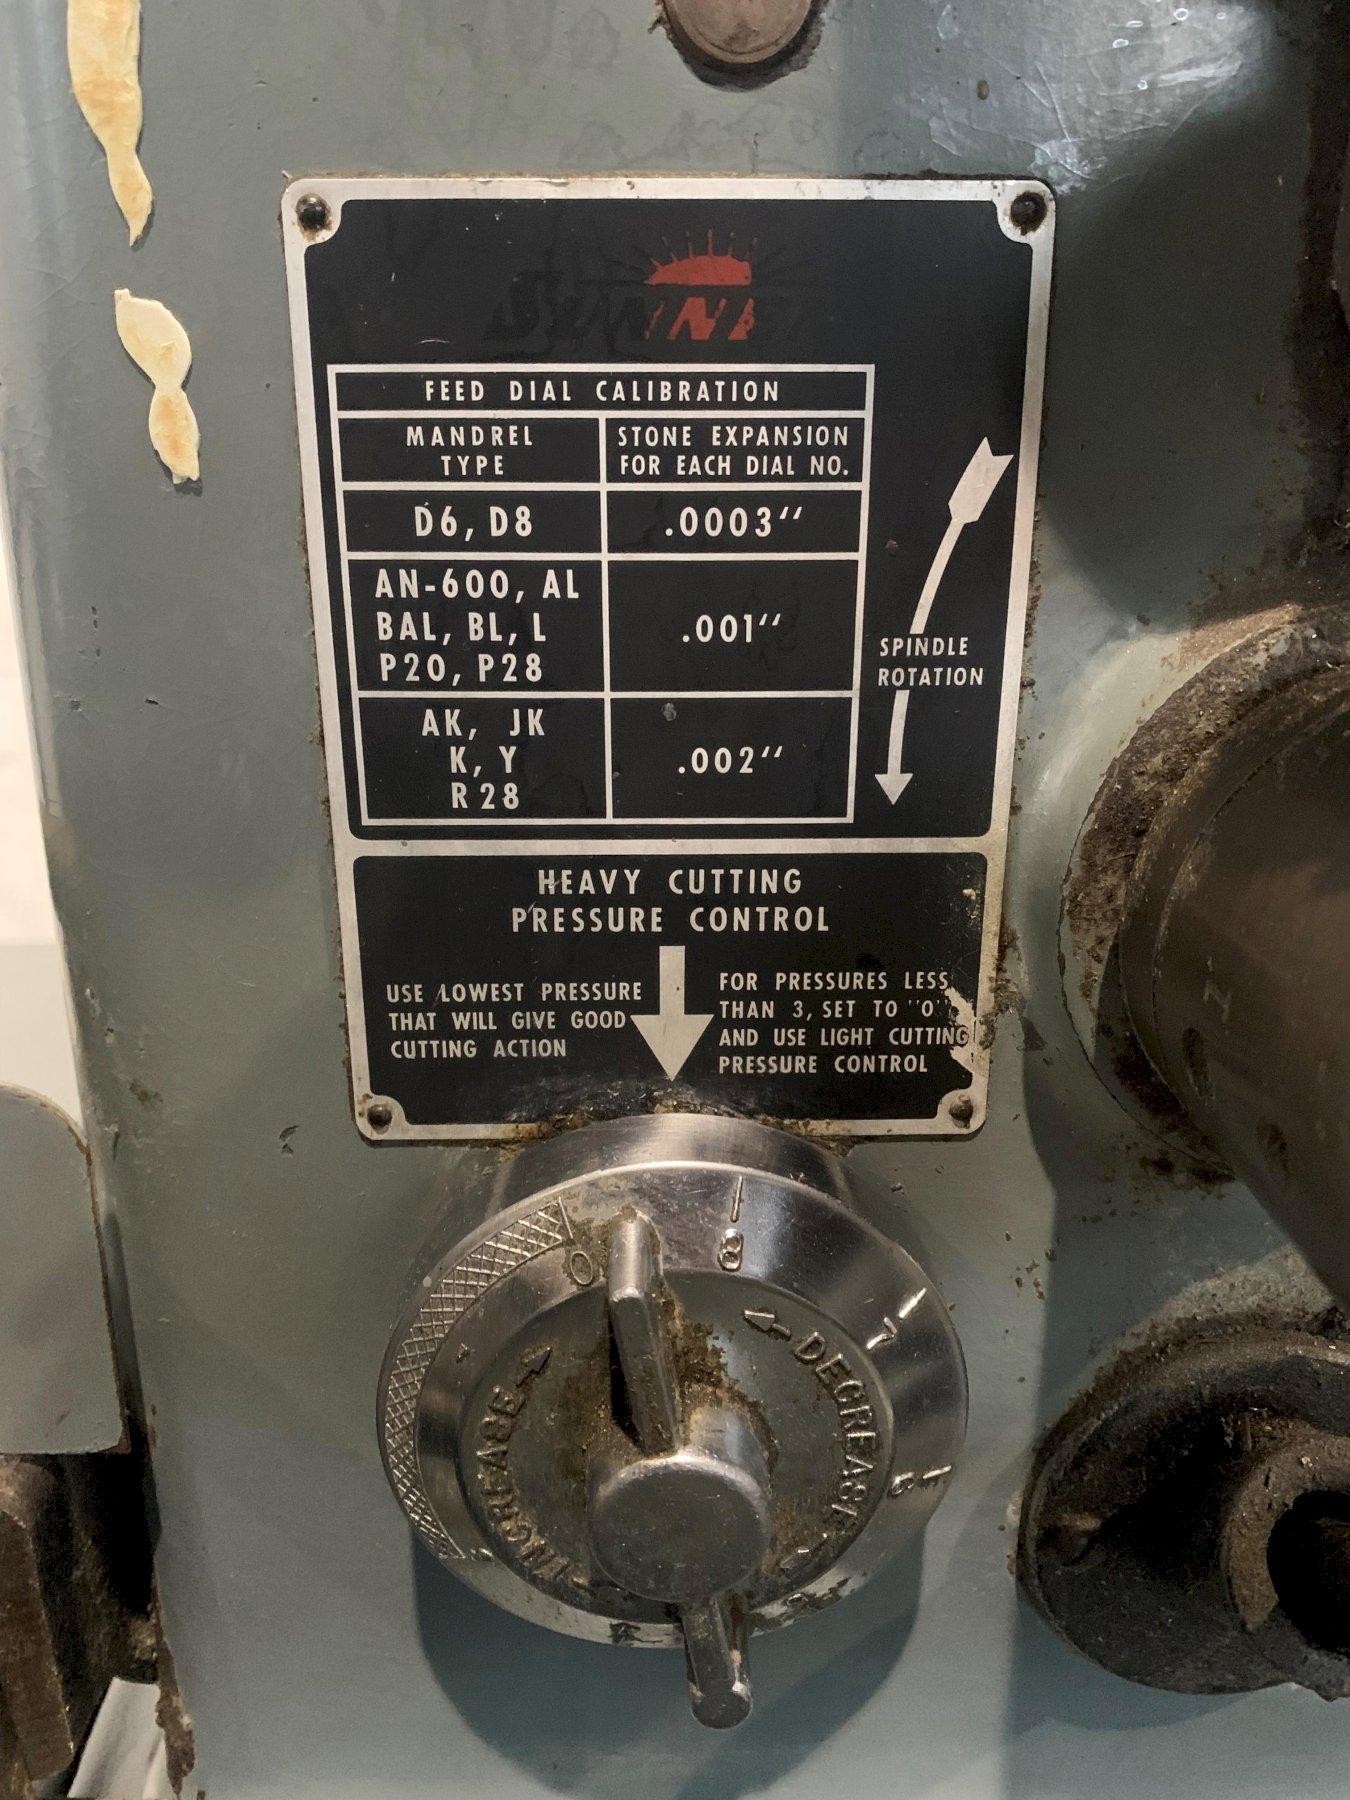 SUNNEN
FEED DIAL CALIBRATION
MANDREL TYPE
STONE EXPANSION FOR EACH DIAL NO.
D6, D8
.0003"
AN-600, AL
BAL, BL, L
P20, P28
.001"
AK, JK
K, Y
R28
.002"
SPINDLE
ROTATION
HEAVY CUTTING
PRESSURE CONTROL
USE LOWEST PRESSURE
THAT WILL GIVE GOOD
CUTTING ACTION
FOR PRESSURES LESS
THAN 3, SET TO "0"
AND USE LIGHT CUTTING
PRESSURE CONTROL
0
8
7
6
INCREASE
DECREASE